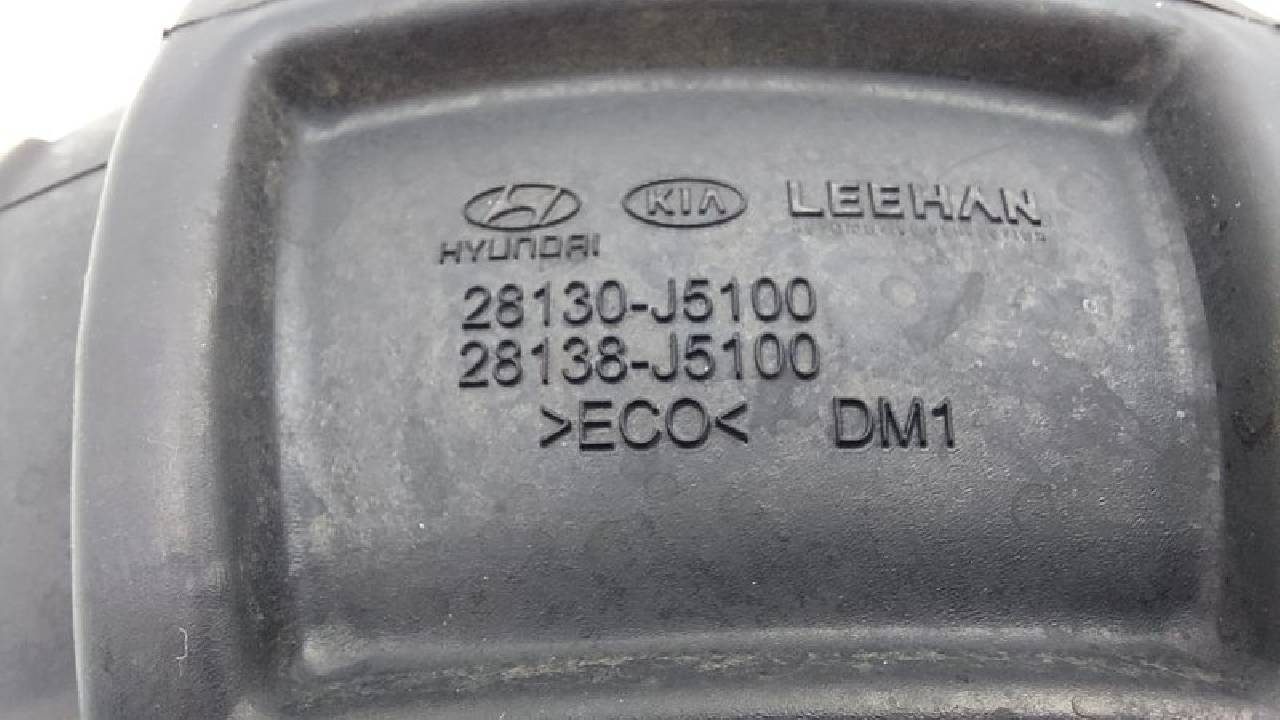 KIA LEEHAN
HYUNDAI
28130-J5100
28138-J5100
>ECO< DM1